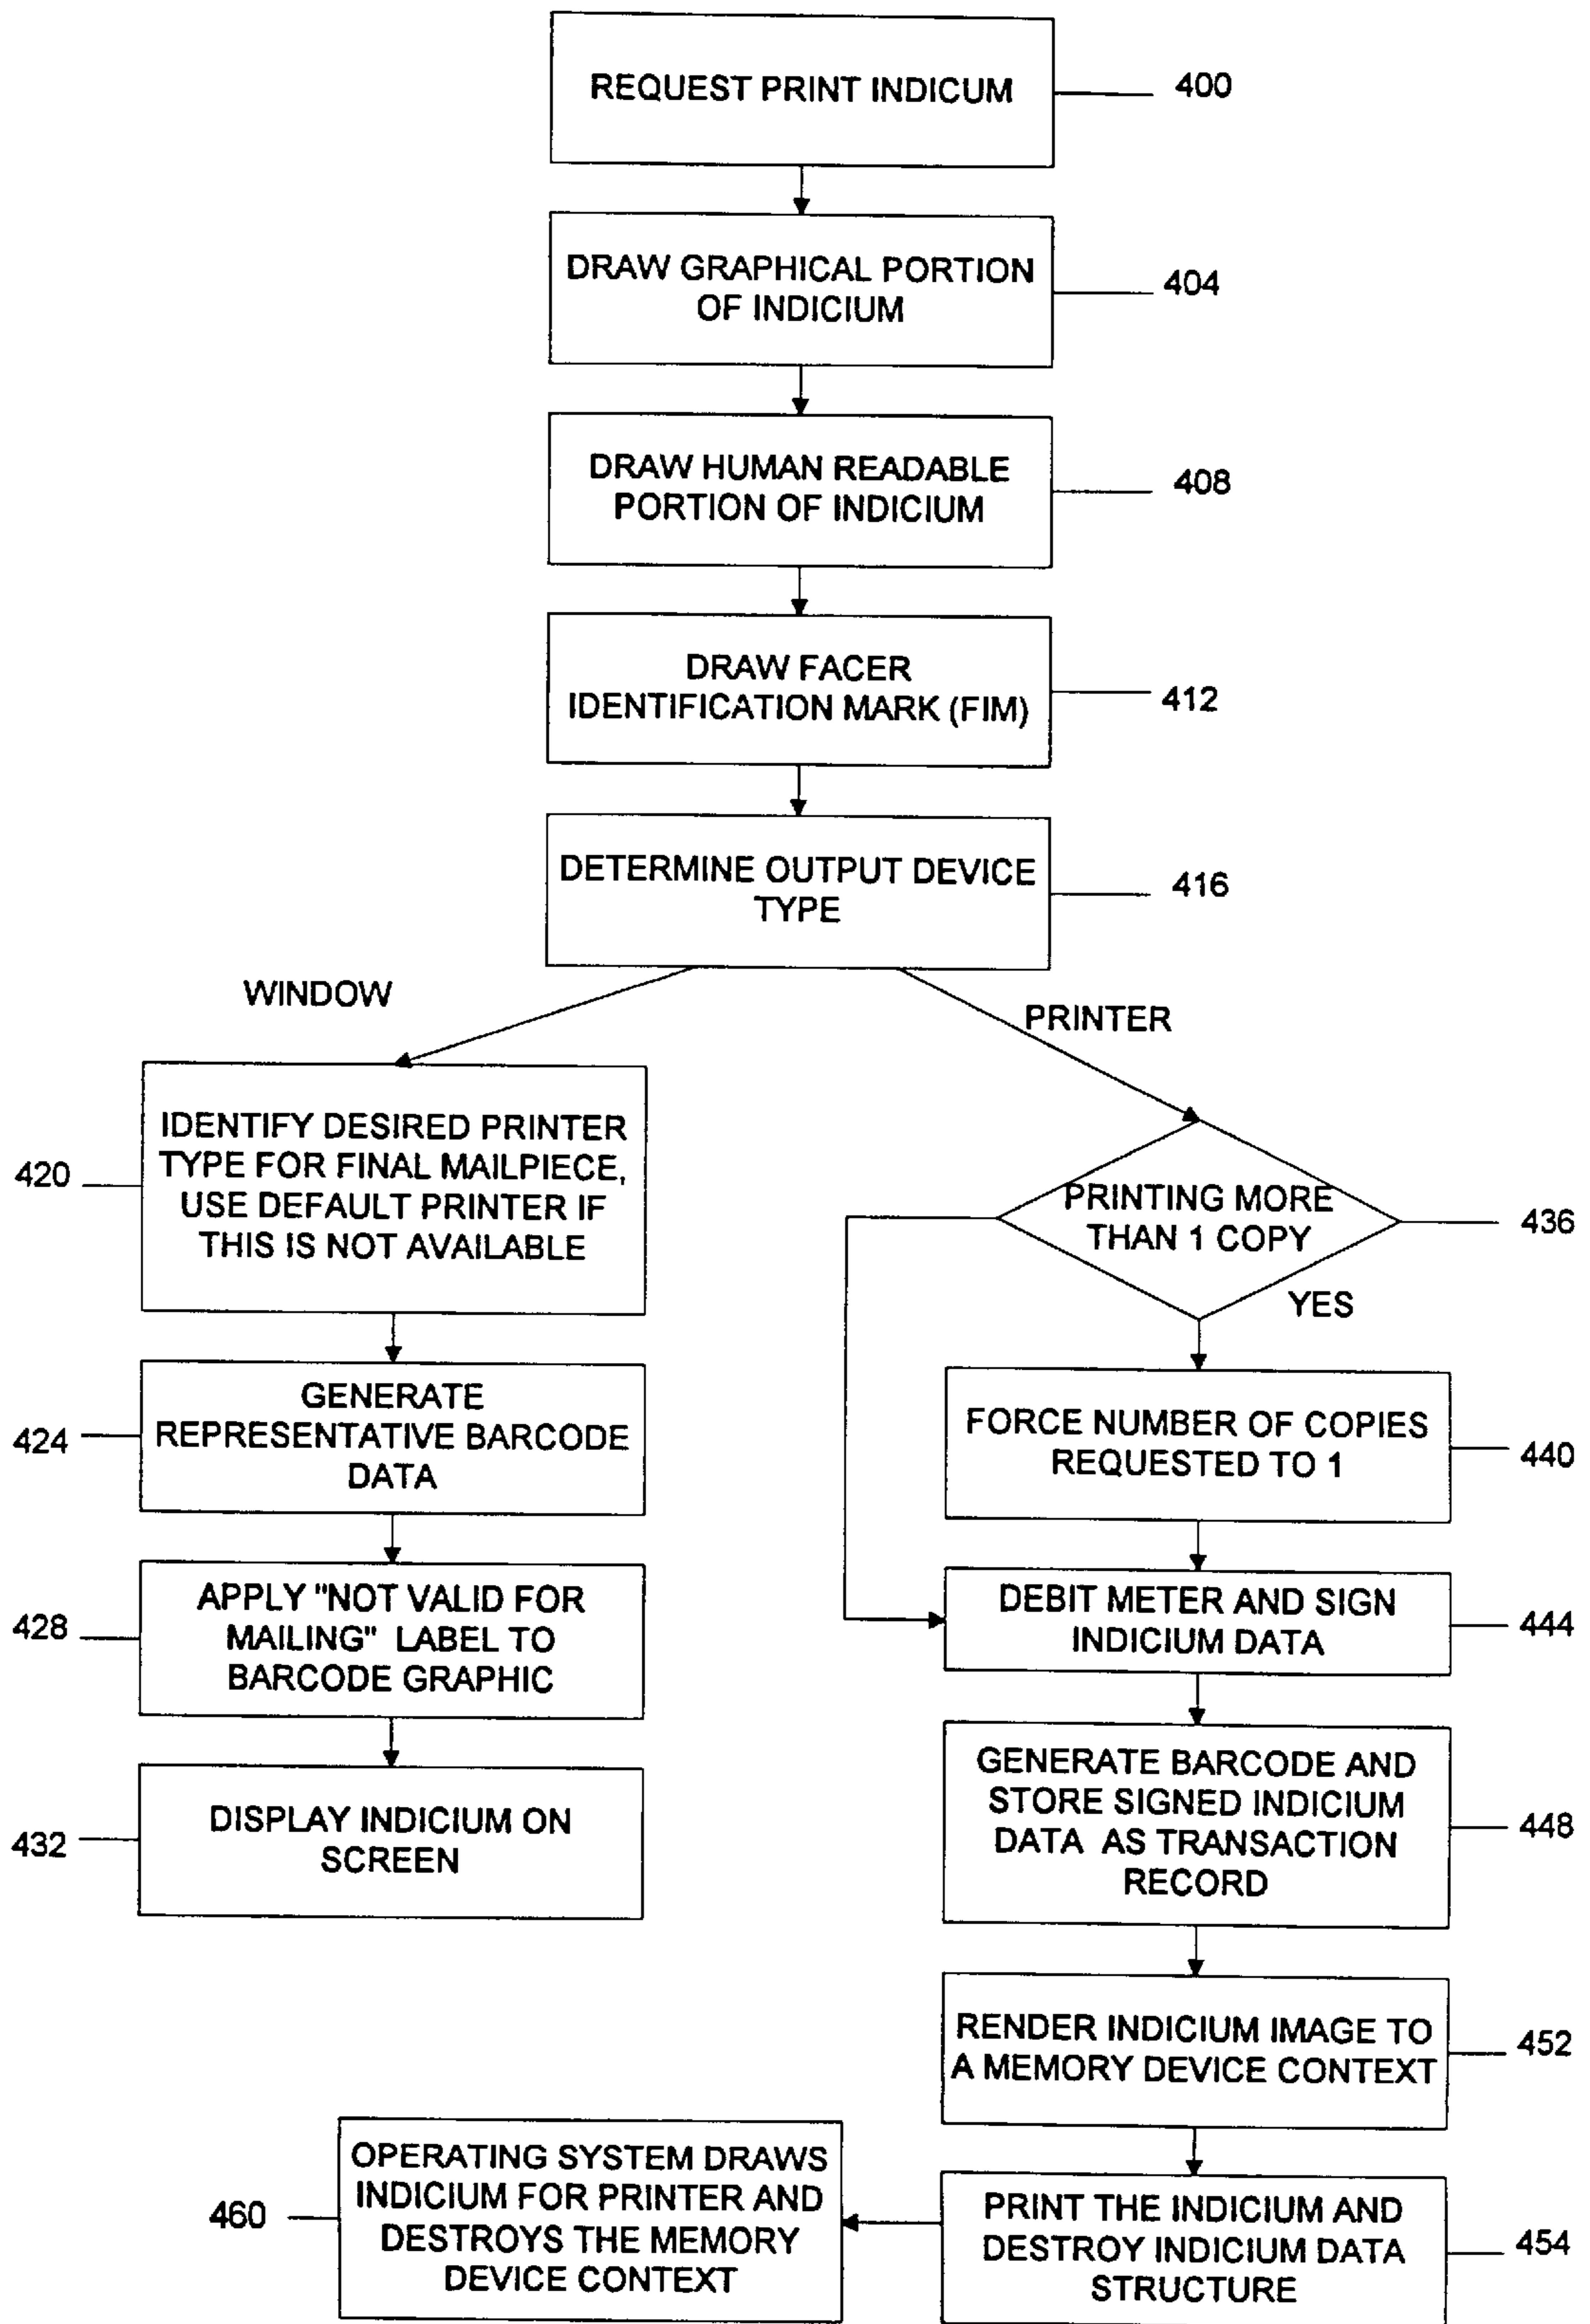 REQUEST PRINT INDICUM
400
DRAW GRAPHICAL PORTION
OF INDICIUM
404
DRAW HUMAN READABLE
PORTION OF INDICIUM
408
DRAW FACER
IDENTIFICATION MARK (FIM)
412
DETERMINE OUTPUT DEVICE
TYPE
416
WINDOW
PRINTER
IDENTIFY DESIRED PRINTER
TYPE FOR FINAL MAILPIECE,
USE DEFAULT PRINTER IF
THIS IS NOT AVAILABLE
420
GENERATE
REPRESENTATIVE BARCODE
DATA
424
APPLY "NOT VALID FOR
MAILING" LABEL TO
BARCODE GRAPHIC
428
DISPLAY INDICIUM ON
SCREEN
432
PRINTING MORE
THAN 1 COPY
436
YES
FORCE NUMBER OF COPIES
REQUESTED TO 1
440
DEBIT METER AND SIGN
INDICIUM DATA
444
GENERATE BARCODE AND
STORE SIGNED INDICIUM
DATA AS TRANSACTION
RECORD
448
RENDER INDICIUM IMAGE TO
A MEMORY DEVICE CONTEXT
452
PRINT THE INDICIUM AND
DESTROY INDICIUM DATA
STRUCTURE
454
OPERATING SYSTEM DRAWS
INDICIUM FOR PRINTER AND
DESTROYS THE MEMORY
DEVICE CONTEXT
460